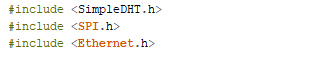 #include <SimpleDHT.h>
#include <SPI.h>
#include <Ethernet.h>